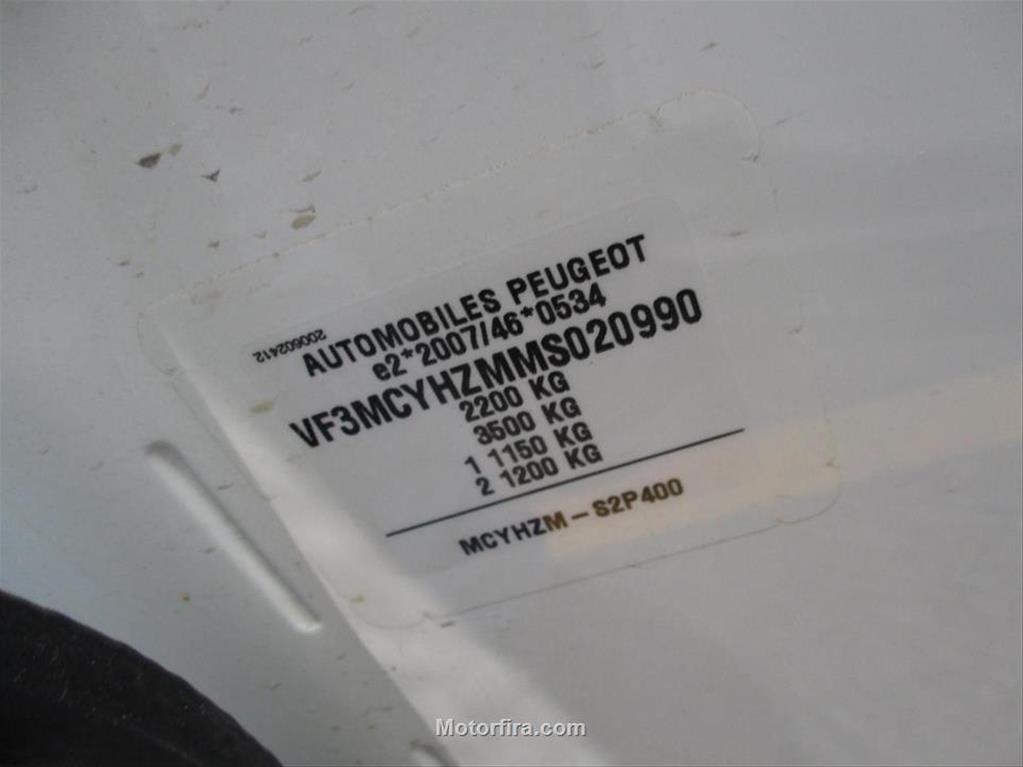 200602412
AUTOMOBILES PEUGEOT
e2*2007/46*0534
VF3MCYHZMMS020990
2200 KG
3500 KG
1 1150 KG
2 1200 KG
MCYHZM - S2P400
Motorfira.com